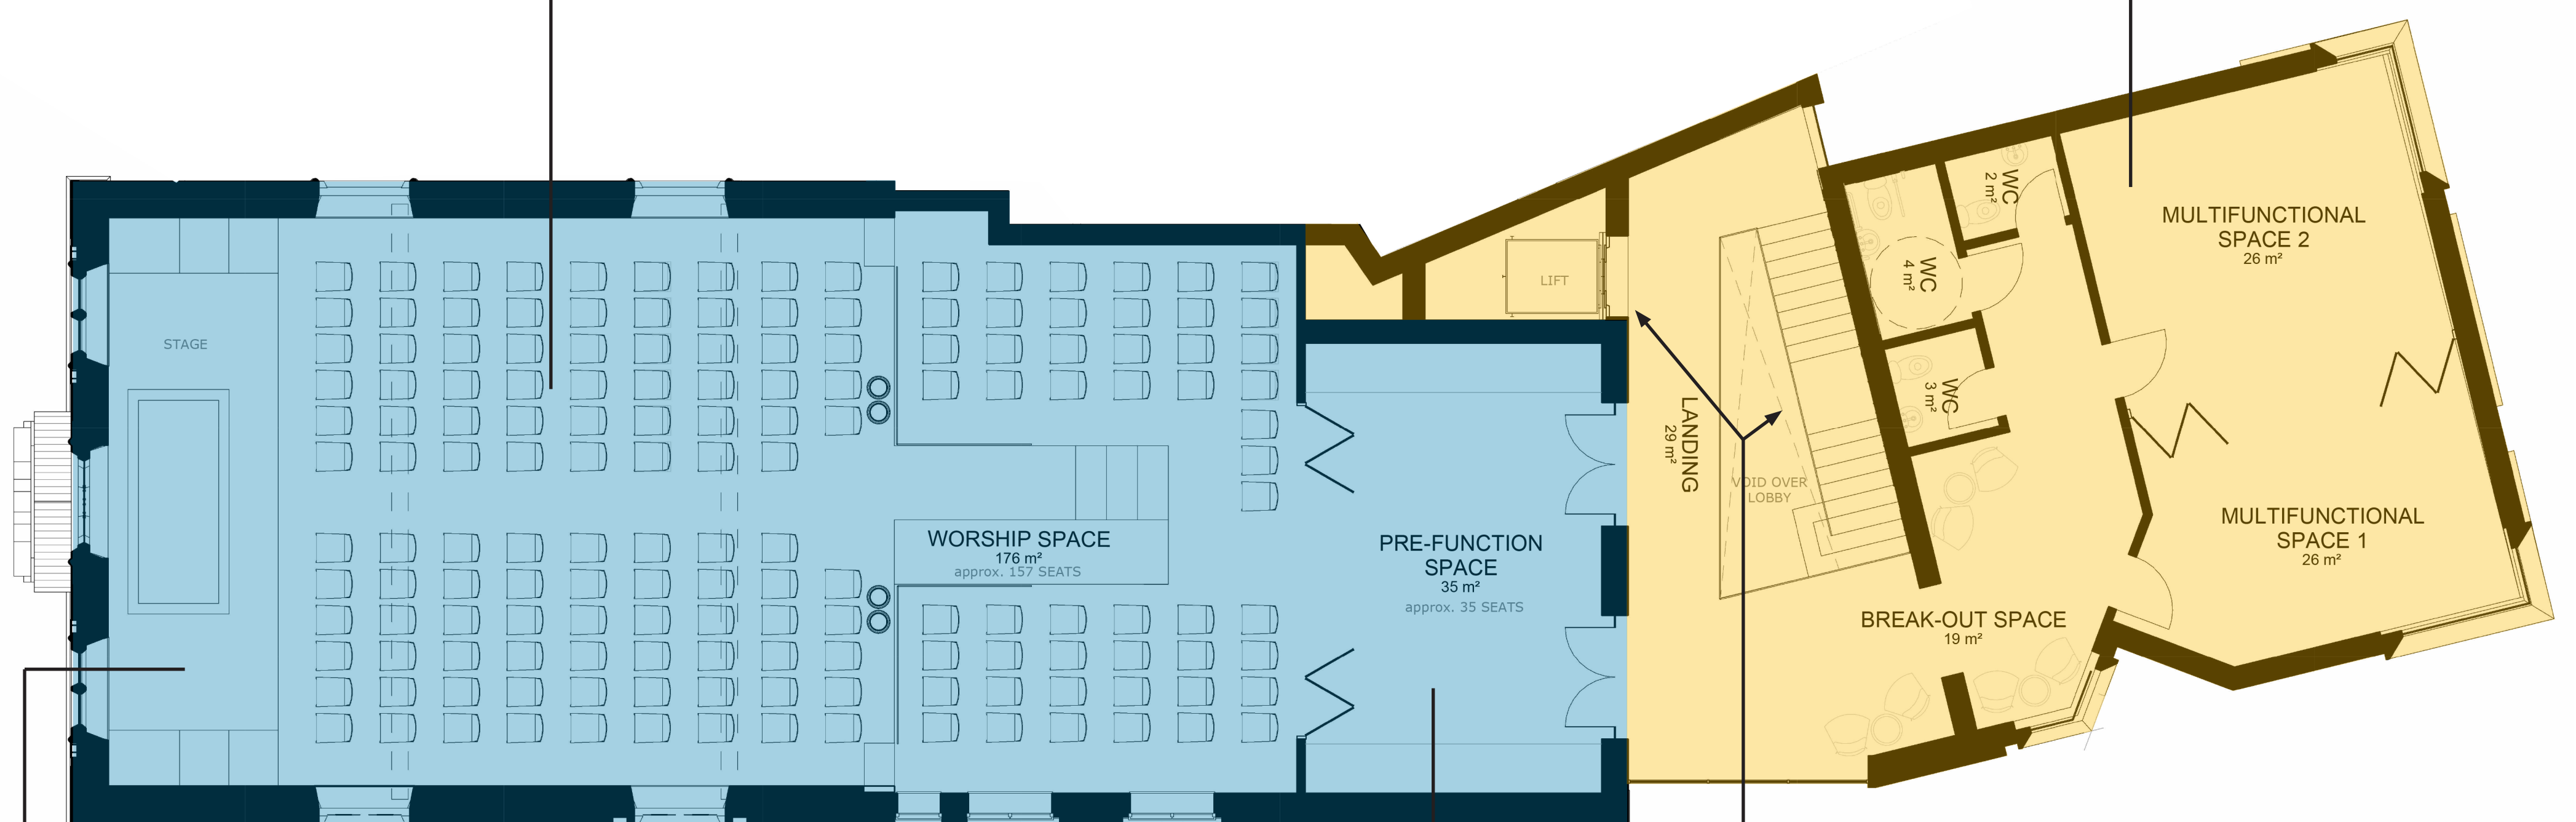 STAGE
WORSHIP SPACE
176 m²
approx. 157 SEATS
PRE-FUNCTION
SPACE
35 m²
approx. 35 SEATS
LIFT
LANDING
29 m²
VOID OVER
LOBBY
WC
2 m²
WC
4 m²
WC
3 m²
BREAK-OUT SPACE
19 m²
MULTIFUNCTIONAL
SPACE 2
26 m²
MULTIFUNCTIONAL
SPACE 1
26 m²